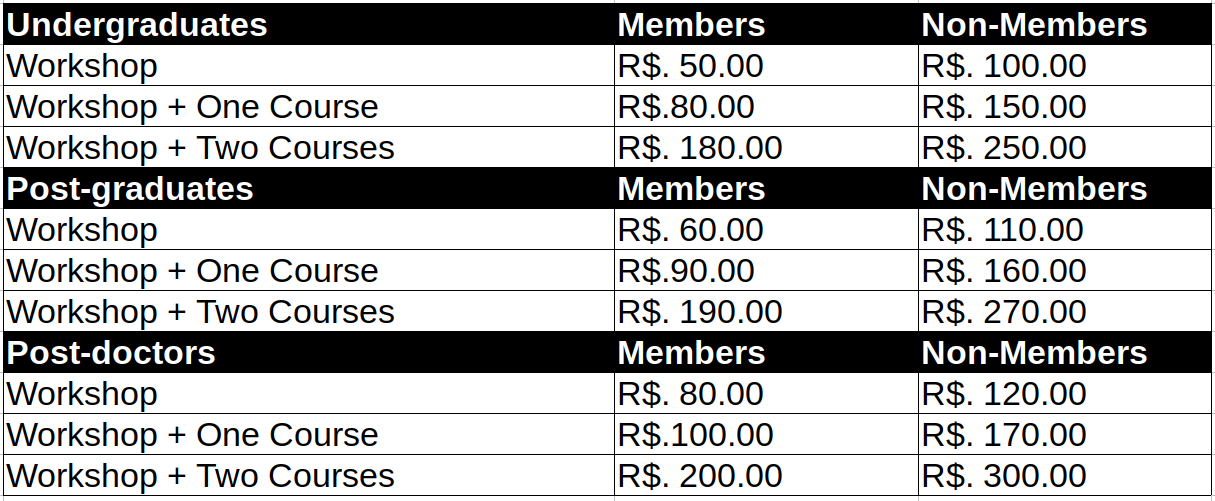 Undergraduates Members Non-Members
Workshop R$. 50.00 R$. 100.00
Workshop + One Course R$.80.00 R$. 150.00
Workshop + Two Courses R$. 180.00 R$. 250.00
Post-graduates Members Non-Members
Workshop R$. 60.00 R$. 110.00
Workshop + One Course R$.90.00 R$. 160.00
Workshop + Two Courses R$. 190.00 R$. 270.00
Post-doctors Members Non-Members
Workshop R$. 80.00 R$. 120.00
Workshop + One Course R$.100.00 R$. 170.00
Workshop + Two Courses R$. 200.00 R$. 300.00